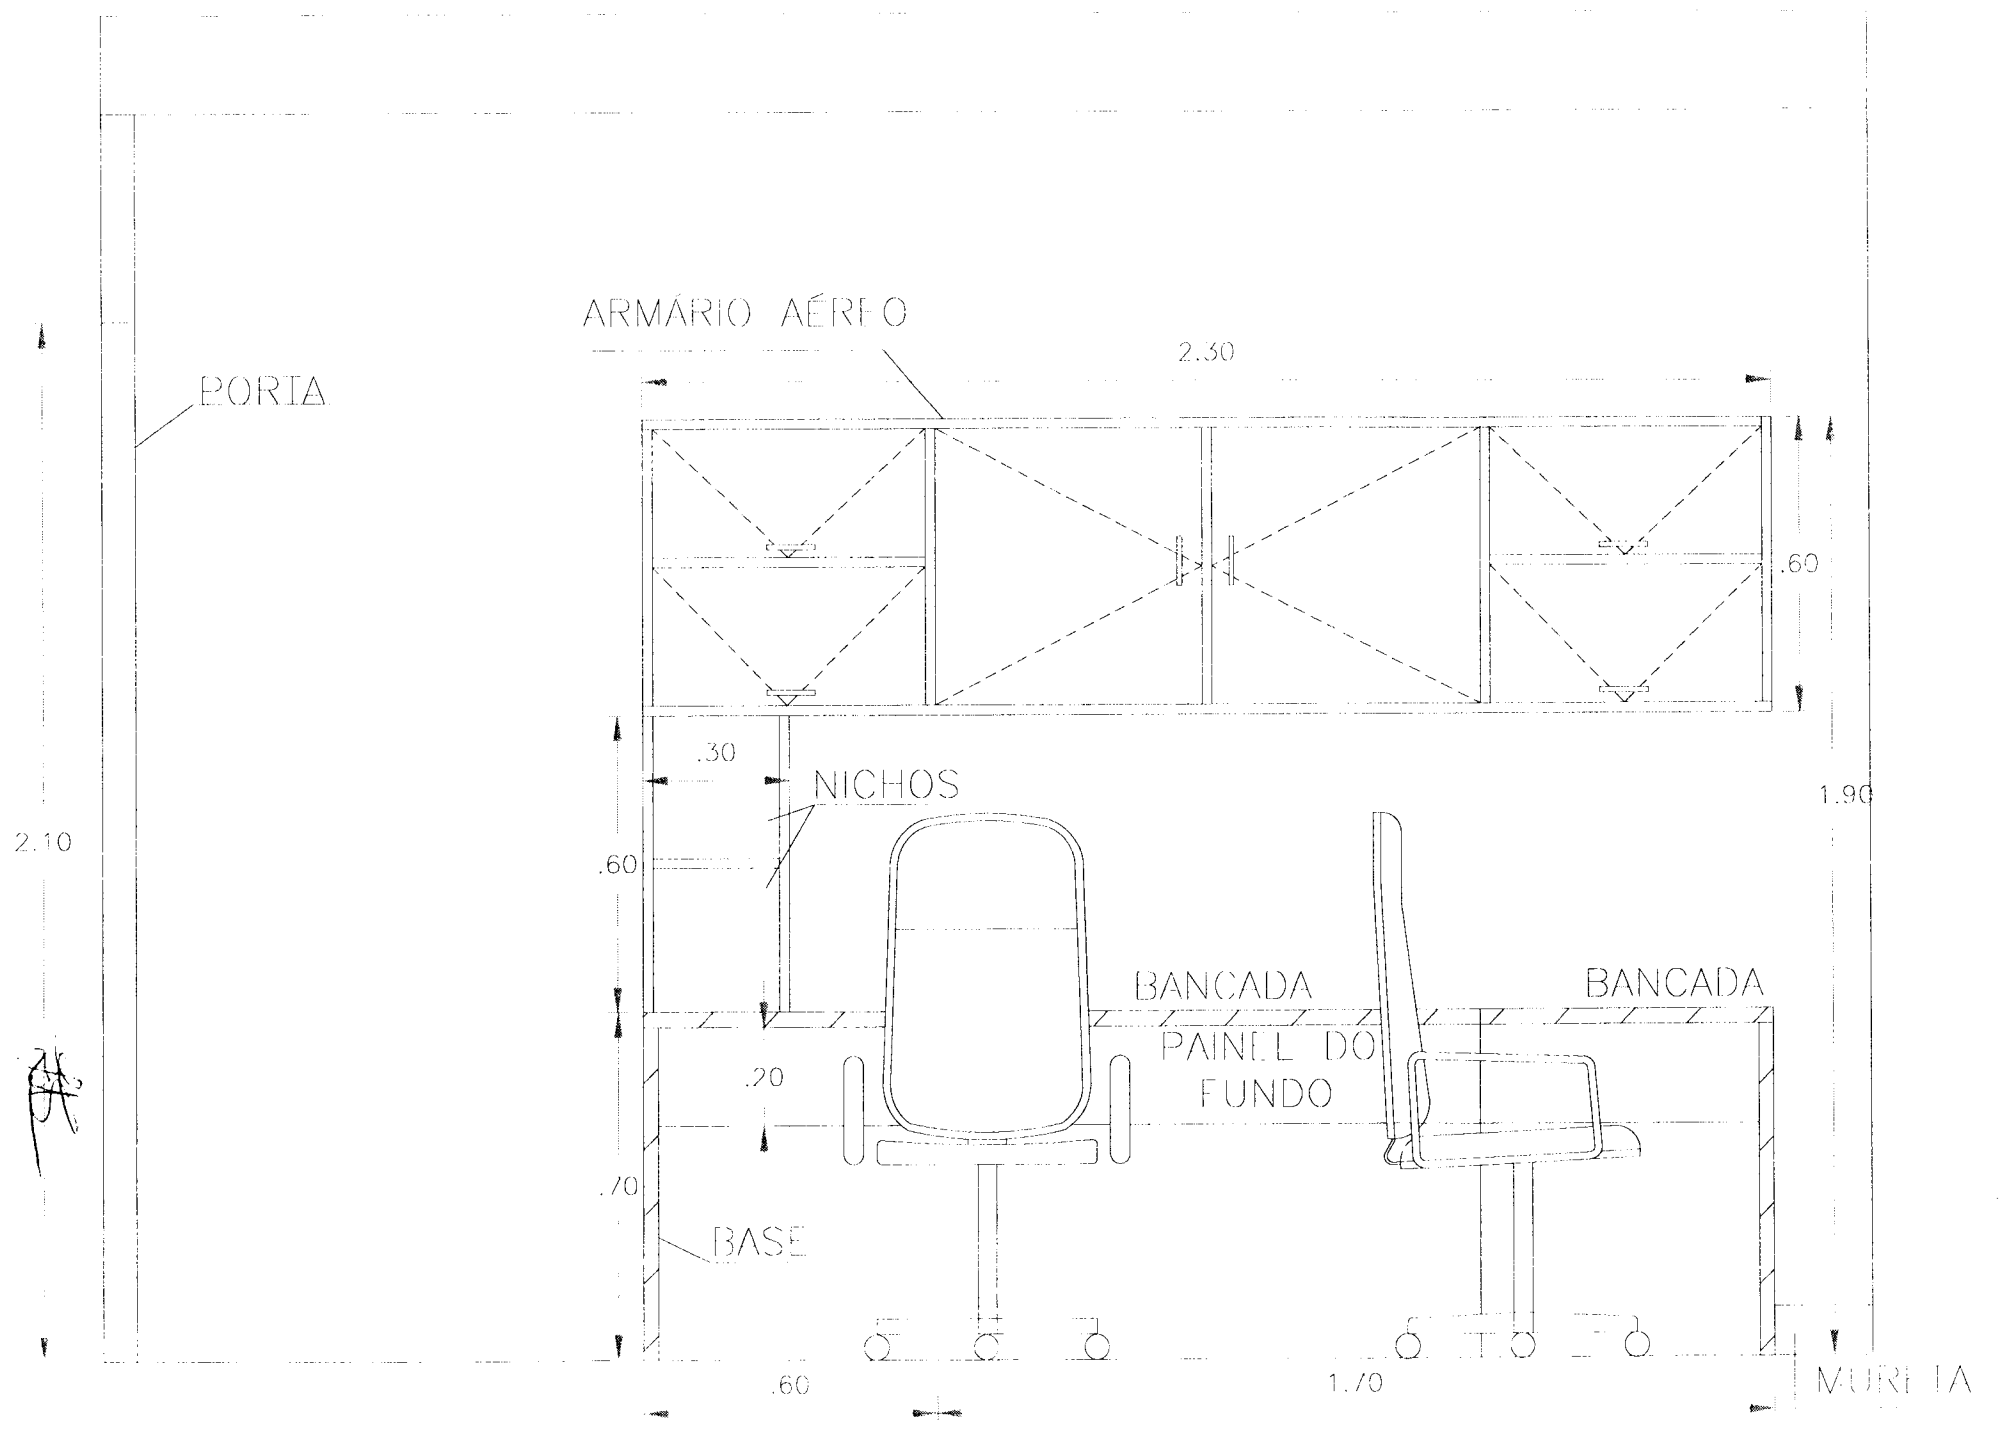 ARMÁRIO AÉREO
2.30
PORTA
.60
.30
NICHOS
1.90
2.10
.60
BANCADA
BANCADA
PAINEL DO
FUNDO
.20
.70
BASE
.60
1.70
MURETA